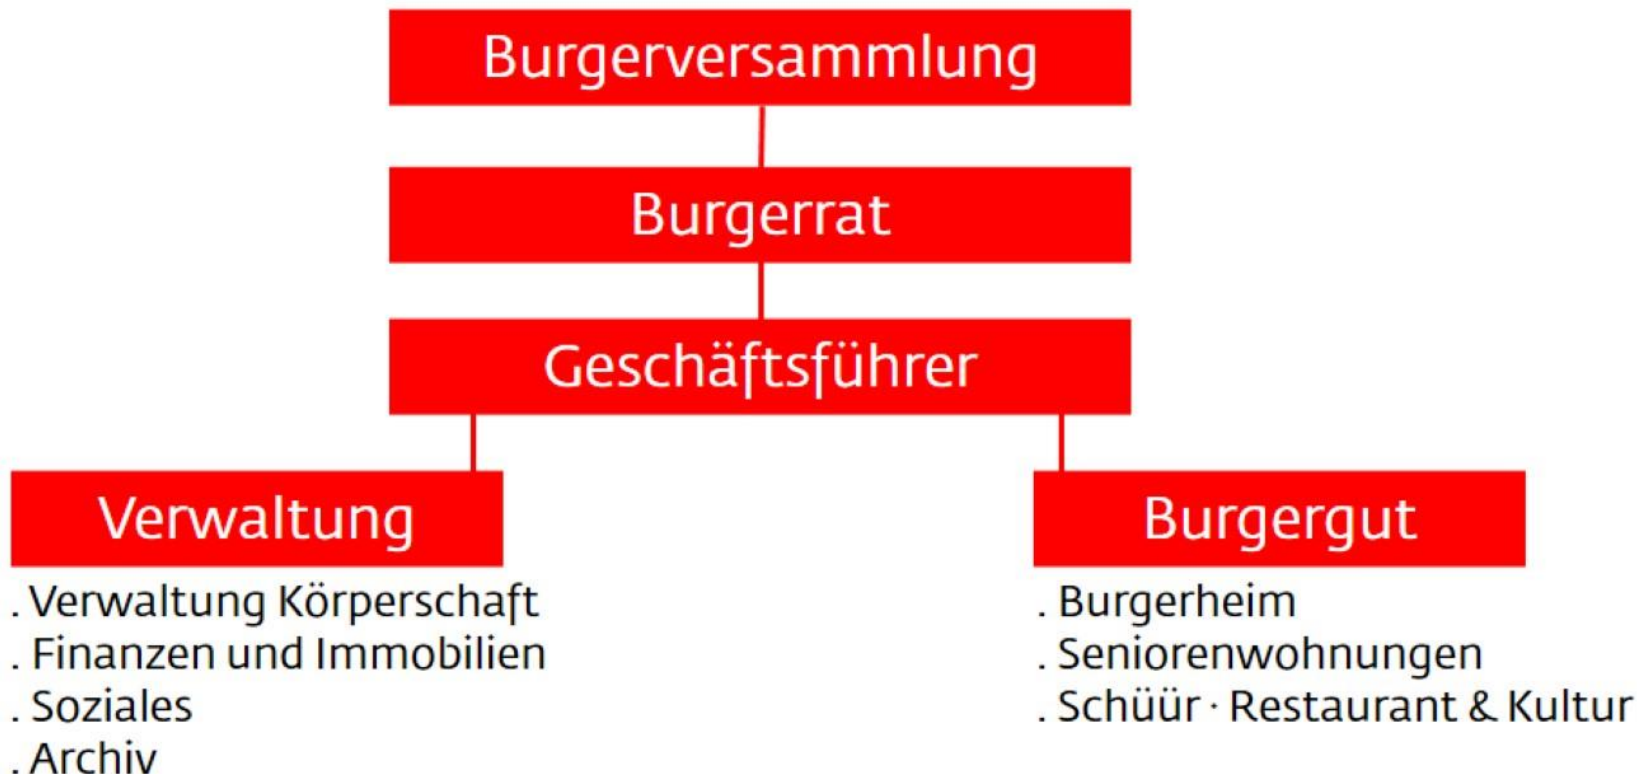 Burgerversammlung
Burgerrat
Geschäftsführer
Verwaltung
. Verwaltung Körperschaft
. Finanzen und Immobilien
. Soziales
. Archiv
Burgergut
. Burgerheim
. Seniorenwohnungen
. Schüür · Restaurant & Kultur